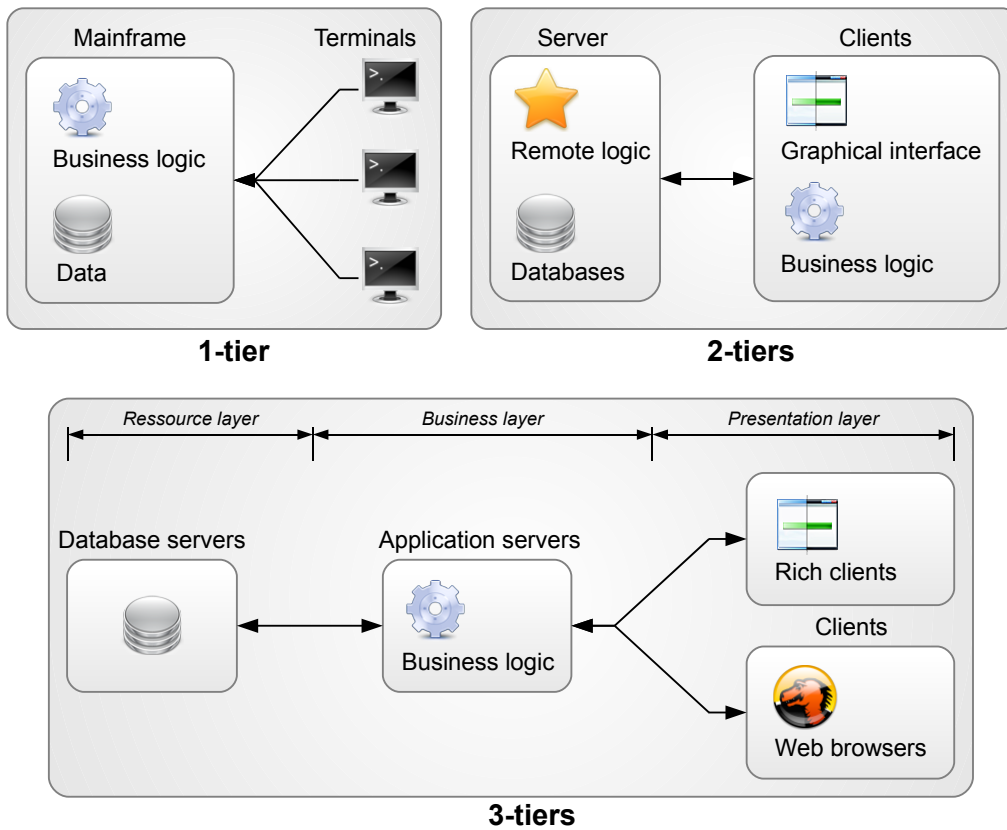 Mainframe
Terminals
Business logic
Data
>.
>.
>.
1-tier
Server
Clients
Remote logic
Graphical interface
Databases
Business logic
2-tiers
Ressource layer
Business layer
Presentation layer
Database servers
Application servers
Business logic
Rich clients
Clients
Web browsers
3-tiers